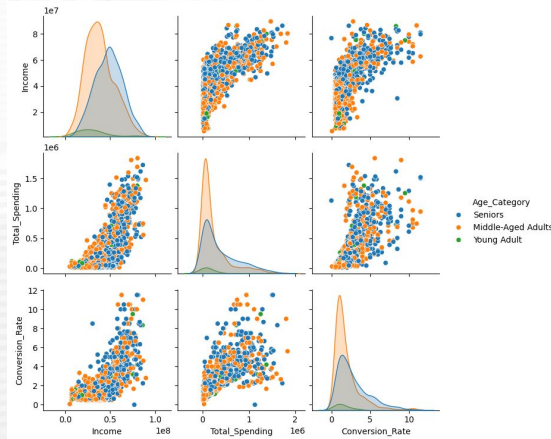 1e7
8
6
4
2
Income
1e6
1.5
1.0
0.5
0.0
Total_Spending
Age_Category
Seniors
Middle-Aged Adults
Young Adult
12
10
8
6
4
2
0
Conversion_Rate
0.0 0.5 1.0
1e8
Income
0 1 2
1e6
Total_Spending
0 5 10
Conversion_Rate